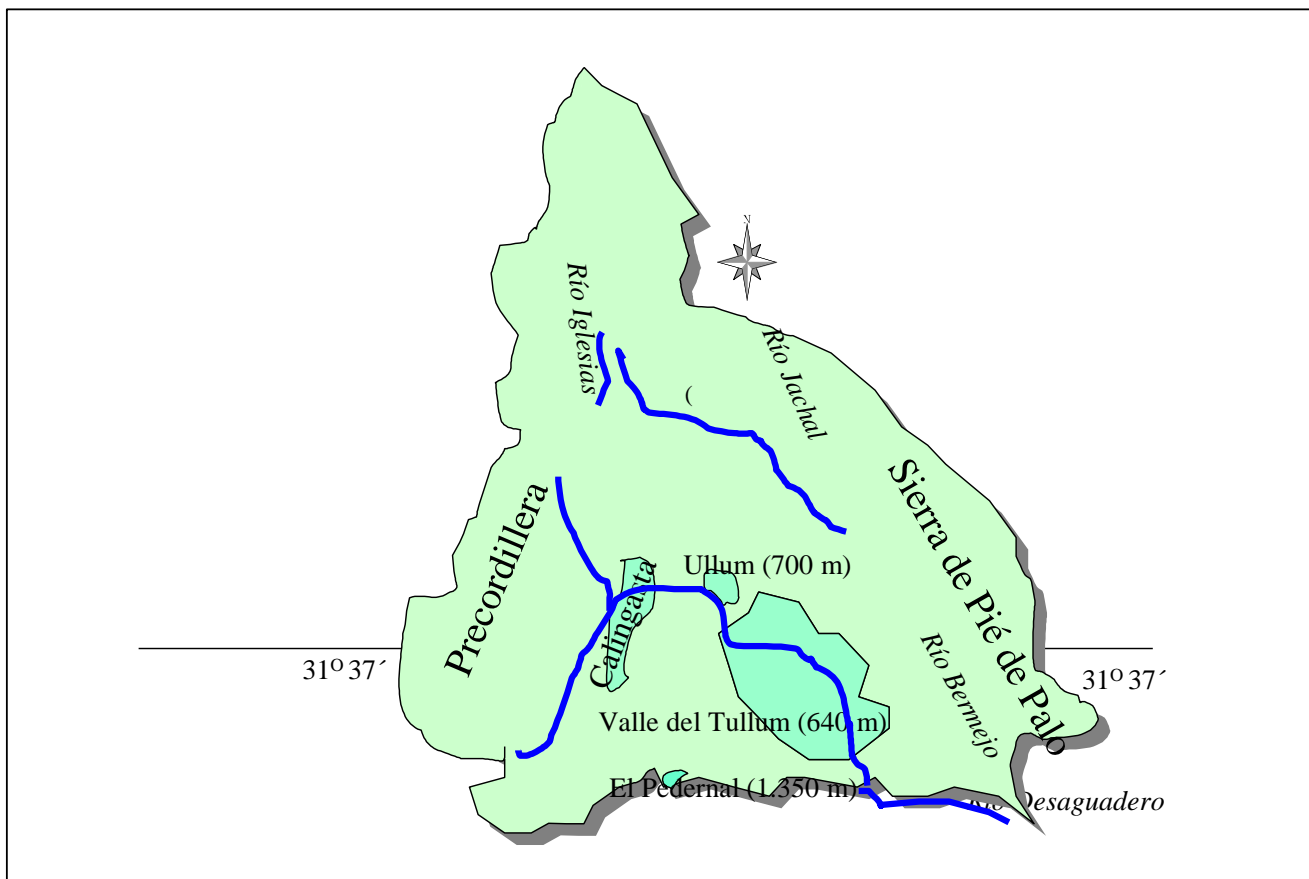 N
Río Iglesias
Río Jachal
(
Precordillera
Sierra de Pié de Palo
Ullum (700 m)
Calingasta
31º 37´
31º 37´
Río Bermejo
Valle del Tullum (640 m)
El Pedernal (1.350 m)
Río Desaguadero